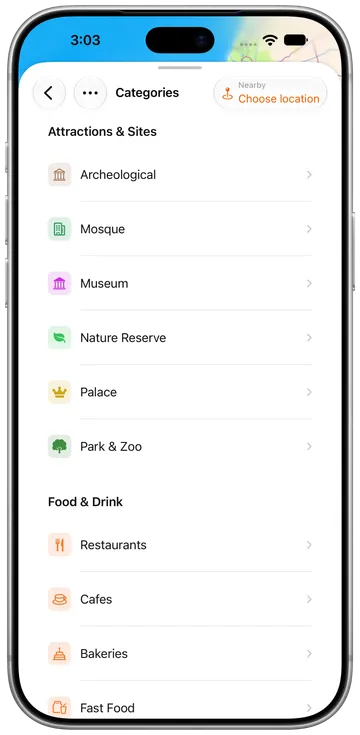 3:03
Categories
Nearby
Choose location
Attractions & Sites
Archeological
Mosque
Museum
Nature Reserve
Palace
Park & Zoo
Food & Drink
Restaurants
Cafes
Bakeries
Fast Food